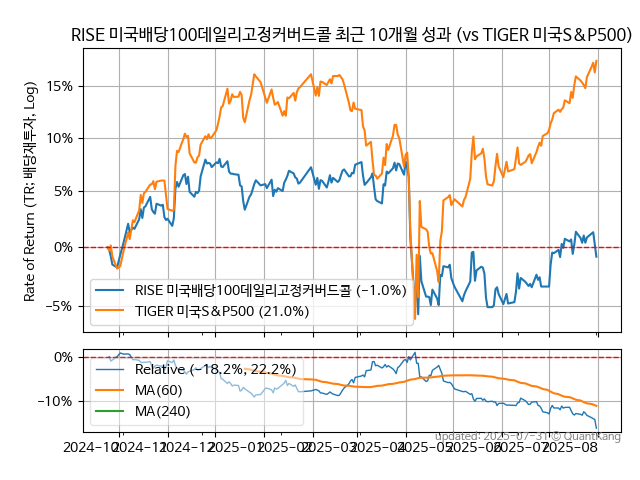 RISE 미국배당100데일리고정커버드콜 최근 10개월 성과 (vs TIGER 미국S&P500)
Rate of Return (TR: 배당재투자, Log)
15%
10%
5%
0%
−5%
RISE 미국배당100데일리고정커버드콜 (−1.0%)
TIGER 미국S&P500 (21.0%)
0%
−10%
Relative (−18.2%, 22.2%)
MA(60)
MA(240)
updated: 2025-07-31 © QuantKang
2024-10 2024-11 2024-12 2025-01 2025-02 2025-03 2025-04 2025-05 2025-06 2025-07 2025-08